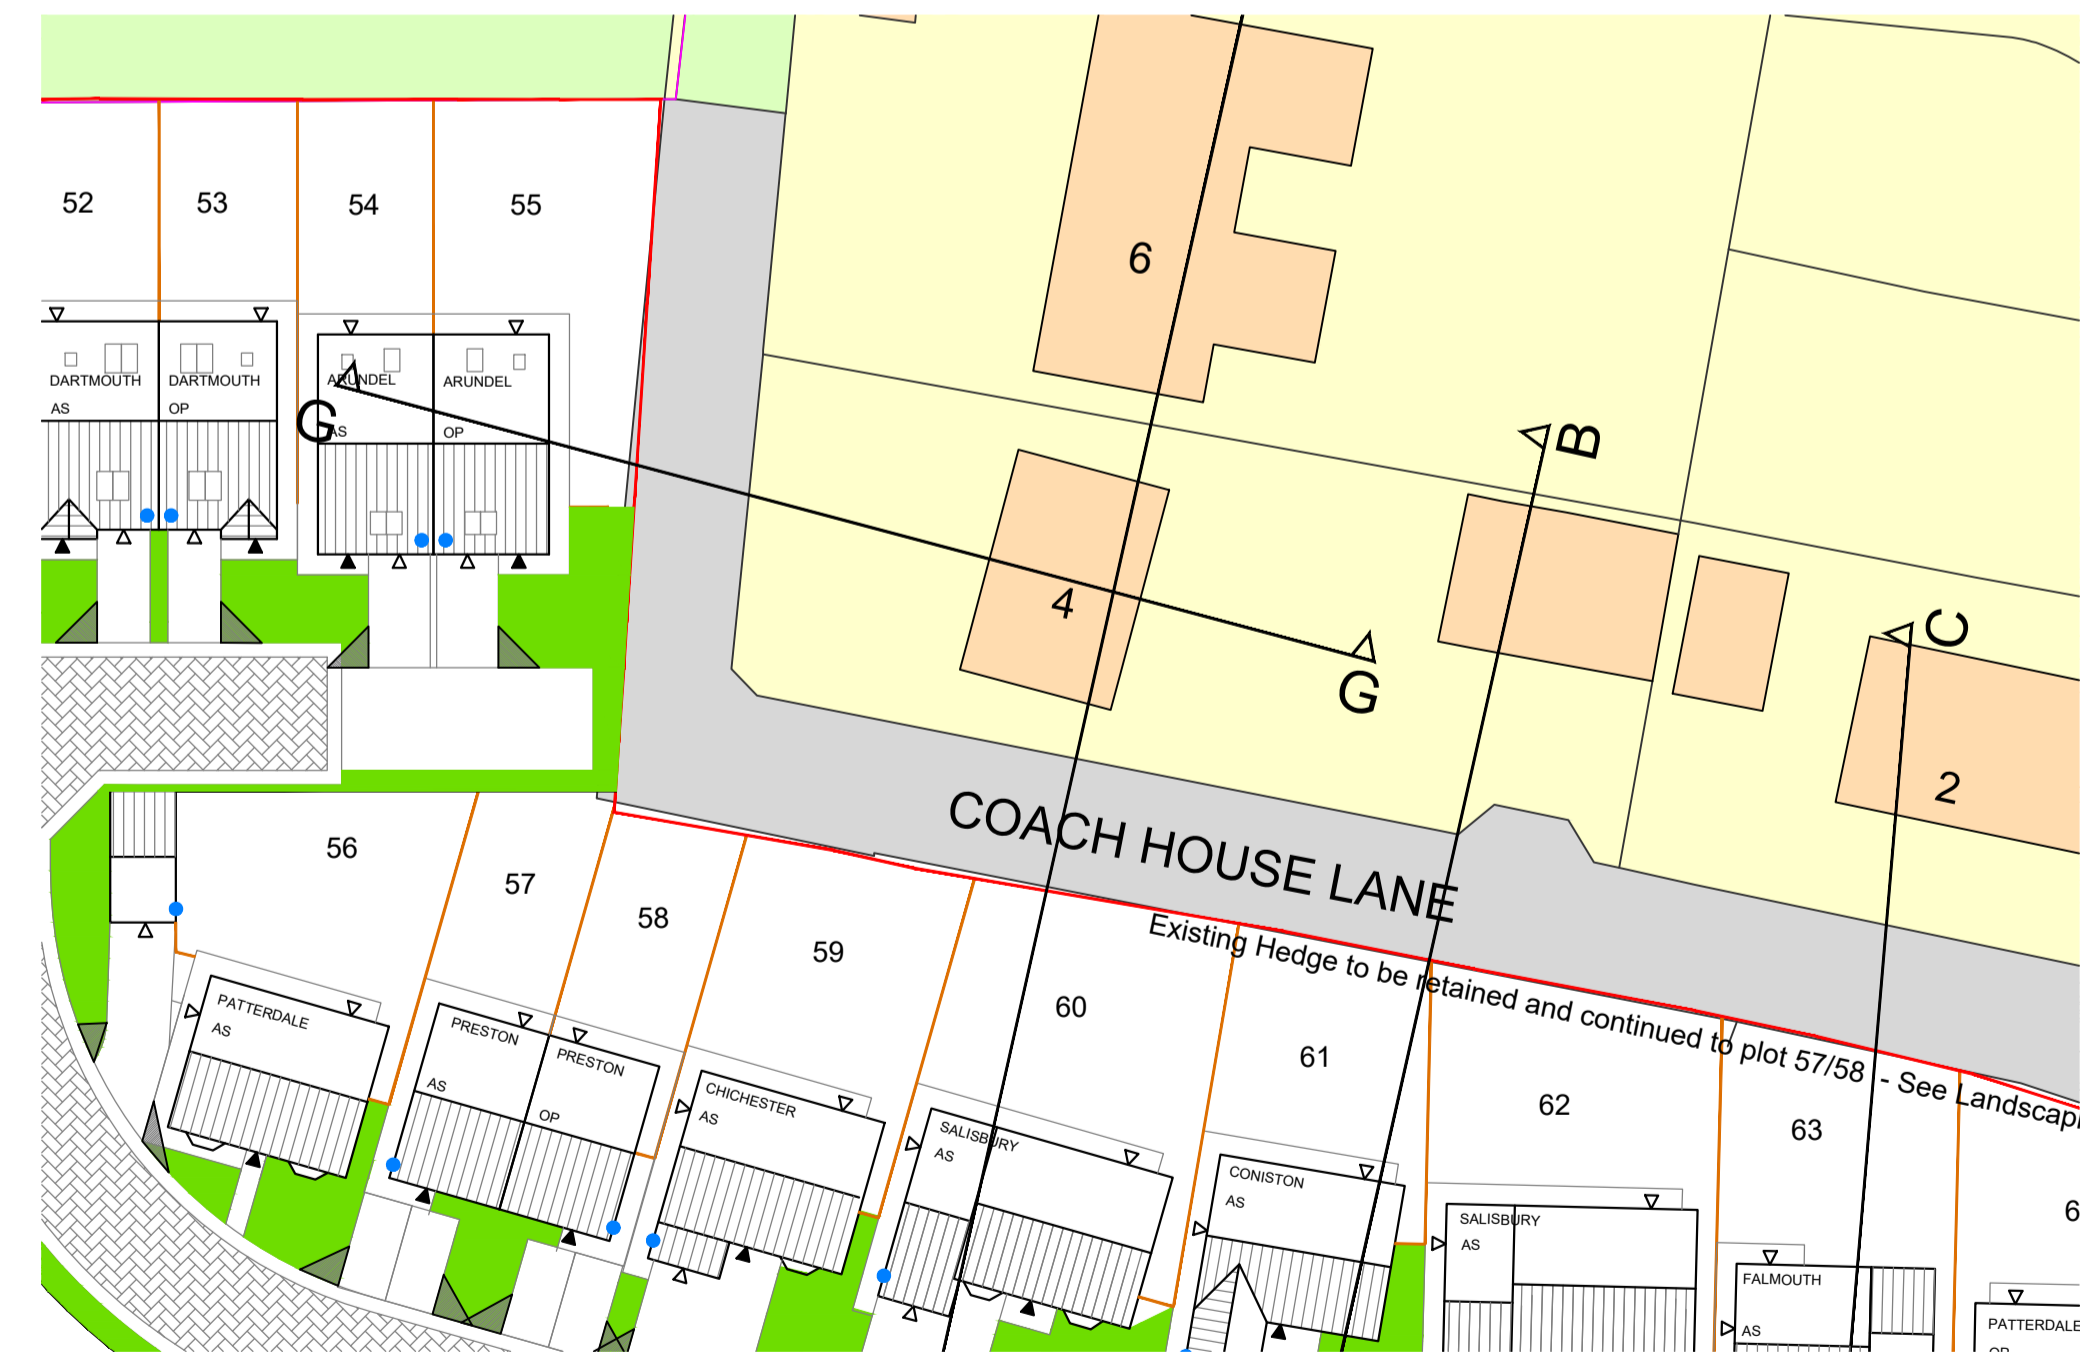 52
53
54
55
6
DARTMOUTH
AS
DARTMOUTH
OP
ARUNDEL
AS
ARUNDEL
OP
G
B
4
G
C
2
COACH HOUSE LANE
Existing Hedge to be retained and continued to plot 57/58 - See Landscap
56
57
58
59
60
61
62
63
6
PATTERDALE
AS
PRESTON
AS
PRESTON
OP
CHICHESTER
AS
SALISBURY
AS
CONISTON
AS
SALISBURY
AS
FALMOUTH
AS
PATTERDALE
OP